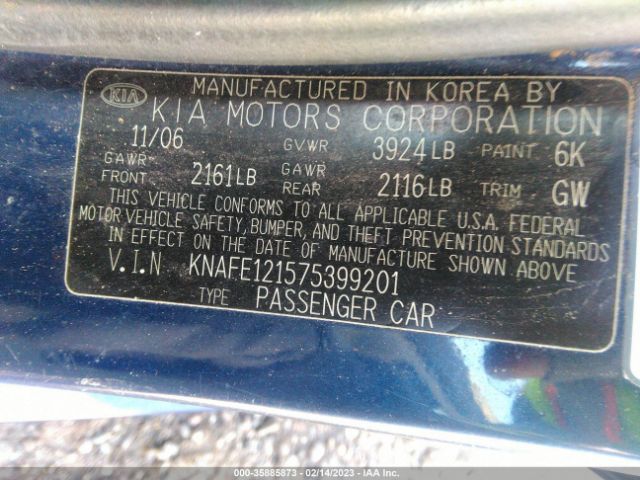 MANUFACTURED IN KOREA BY
KIA KIA MOTORS CORPORATION
11/06 GVWR 3924LB PAINT 6K
GAWR FRONT 2161LB GAWR REAR 2116LB TRIM GW
THIS VEHICLE CONFORMS TO ALL APPLICABLE U.S.A. FEDERAL
MOTOR VEHICLE SAFETY, BUMPER, AND THEFT PREVENTION STANDARDS
IN EFFECT ON THE DATE OF MANUFACTURE SHOWN ABOVE
V.I.N KNAFE121575399201
TYPE PASSENGER CAR
000-35885873 - 02/14/2023 - IAA Inc.